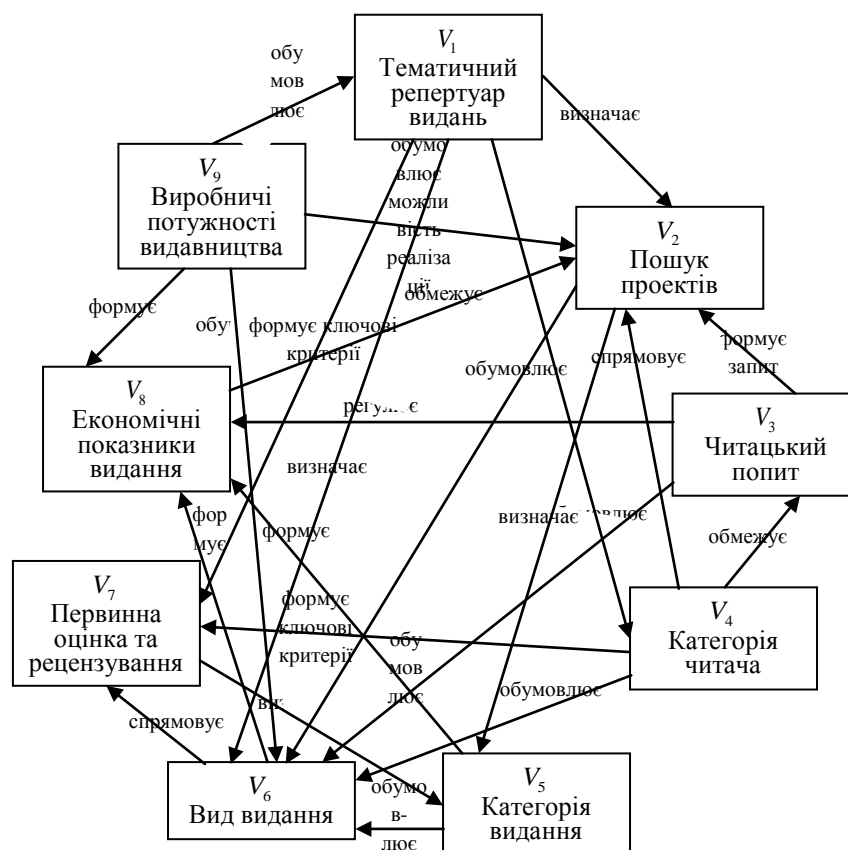 V₁
Тематичний
репертуар
видань
обу
мов
лює
визначає
V₉
Виробничі
потужності
видавництва
обумо
влює
можли
вість
реаліза
ції
V₂
Пошук
проектів
обмежує
формує
формує ключові
критерії
обумовлює
спрямовує
формує
запит
V₈
Економічні
показники
видання
регулює
V₃
Читацький
попит
визначає
визначає
фор
мує
формує
обмежує
V₇
Первинна
оцінка та
рецензування
формує
ключові
критерії
обу
мов
лює
V₄
Категорія
читача
обумовлює
спрямовує
V₆
Вид видання
обумо
в-
лює
V₅
Категорія
видання